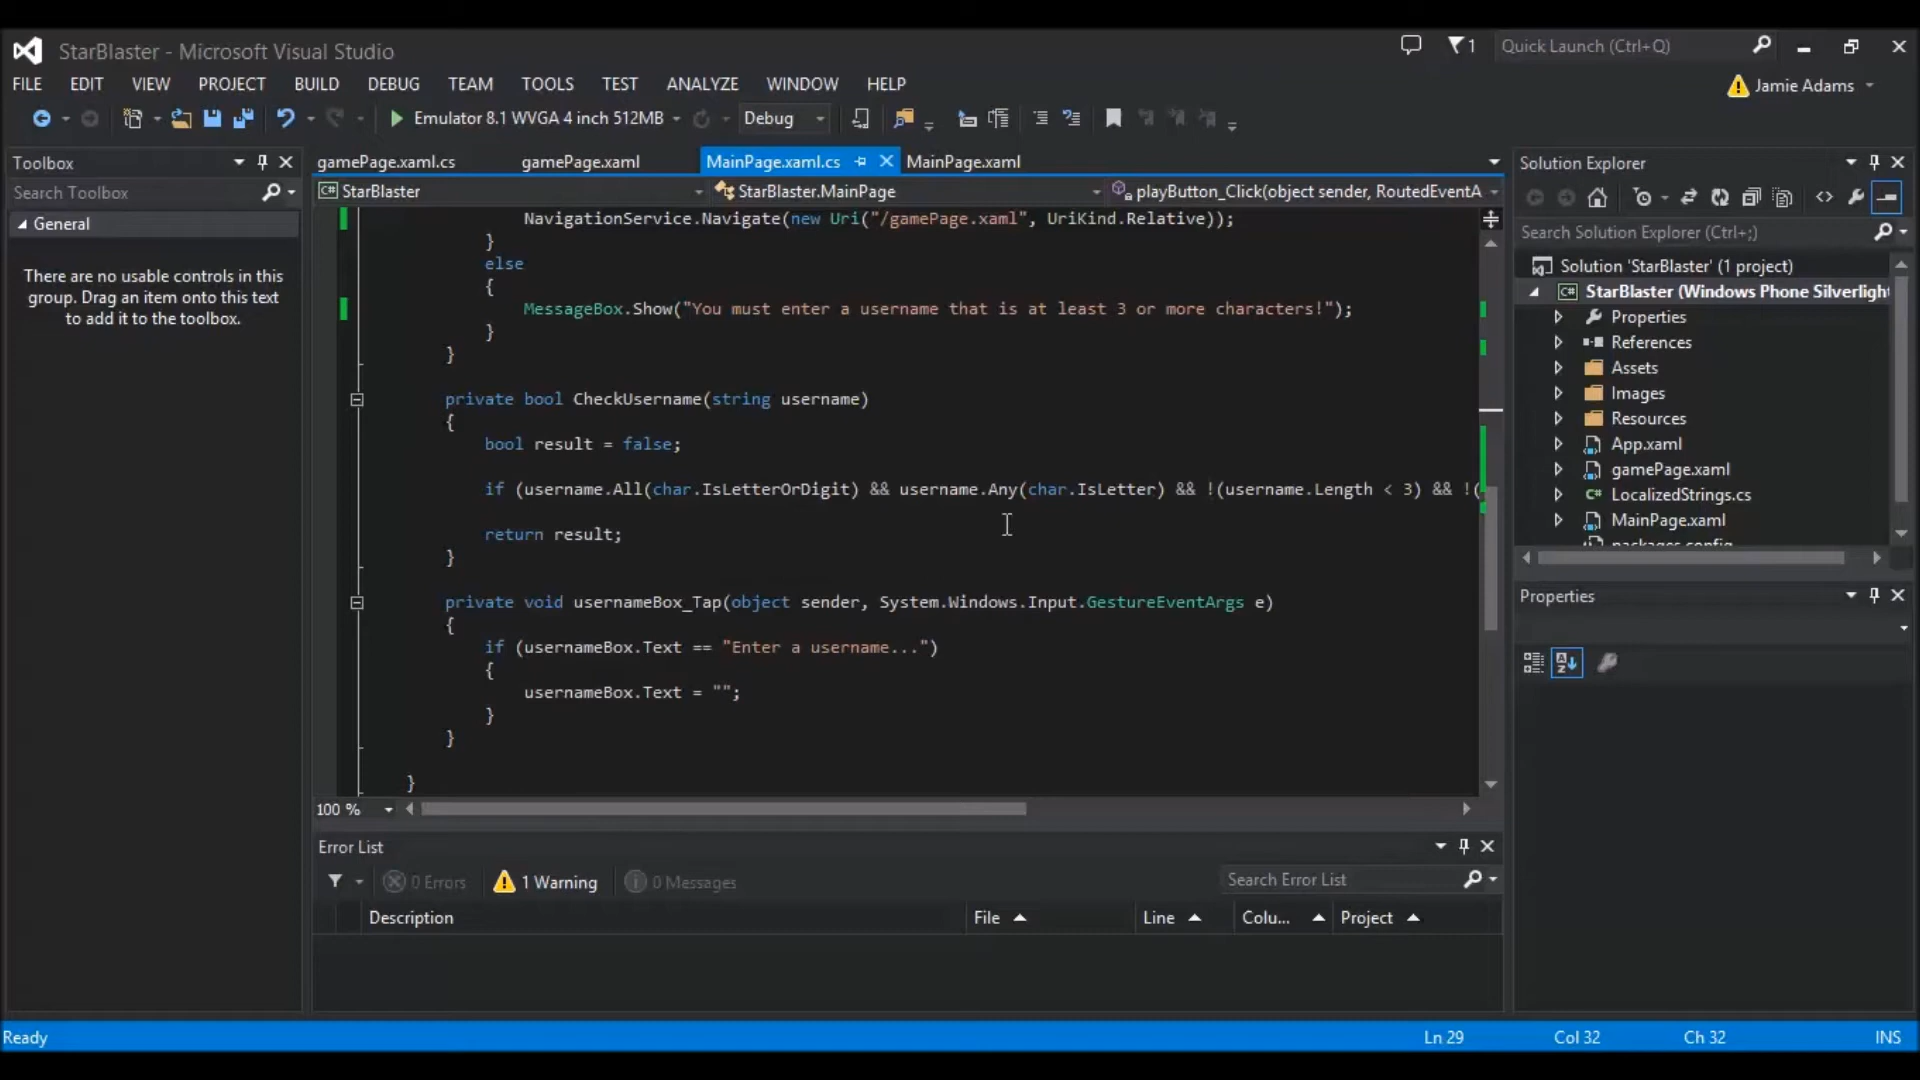 StarBlaster - Microsoft Visual Studio
1
Quick Launch (Ctrl+Q)
FILE EDIT VIEW PROJECT BUILD DEBUG TEAM TOOLS TEST ANALYZE WINDOW HELP
Jamie Adams
Emulator 8.1 WVGA 4 inch 512MB
Debug
Toolbox
Search Toolbox
General
There are no usable controls in this
group. Drag an item onto this text
to add it to the toolbox.
gamePage.xaml.cs gamePage.xaml MainPage.xaml.cs MainPage.xaml
C# StarBlaster StarBlaster.MainPage playButton_Click(object sender, RoutedEventA
NavigationService.Navigate(new Uri("/gamePage.xaml", UriKind.Relative));
}
else
{
MessageBox.Show("You must enter a username that is at least 3 or more characters!");
}
}
private bool CheckUsername(string username)
{
bool result = false;
if (username.All(char.IsLetterOrDigit) && username.Any(char.IsLetter) && !(username.Length < 3) && !(
return result;
}
private void usernameBox_Tap(object sender, System.Windows.Input.GestureEventArgs e)
{
if (usernameBox.Text == "Enter a username...")
{
usernameBox.Text = "";
}
}
}
100 %
Error List
0 Errors 1 Warning 0 Messages
Search Error List
Description File Line Colu... Project
Solution Explorer
Search Solution Explorer (Ctrl+;)
Solution 'StarBlaster' (1 project)
C# StarBlaster (Windows Phone Silverlight
Properties
References
Assets
Images
Resources
App.xaml
gamePage.xaml
C# LocalizedStrings.cs
MainPage.xaml
packages.config
Properties
Ready Ln 29 Col 32 Ch 32 INS